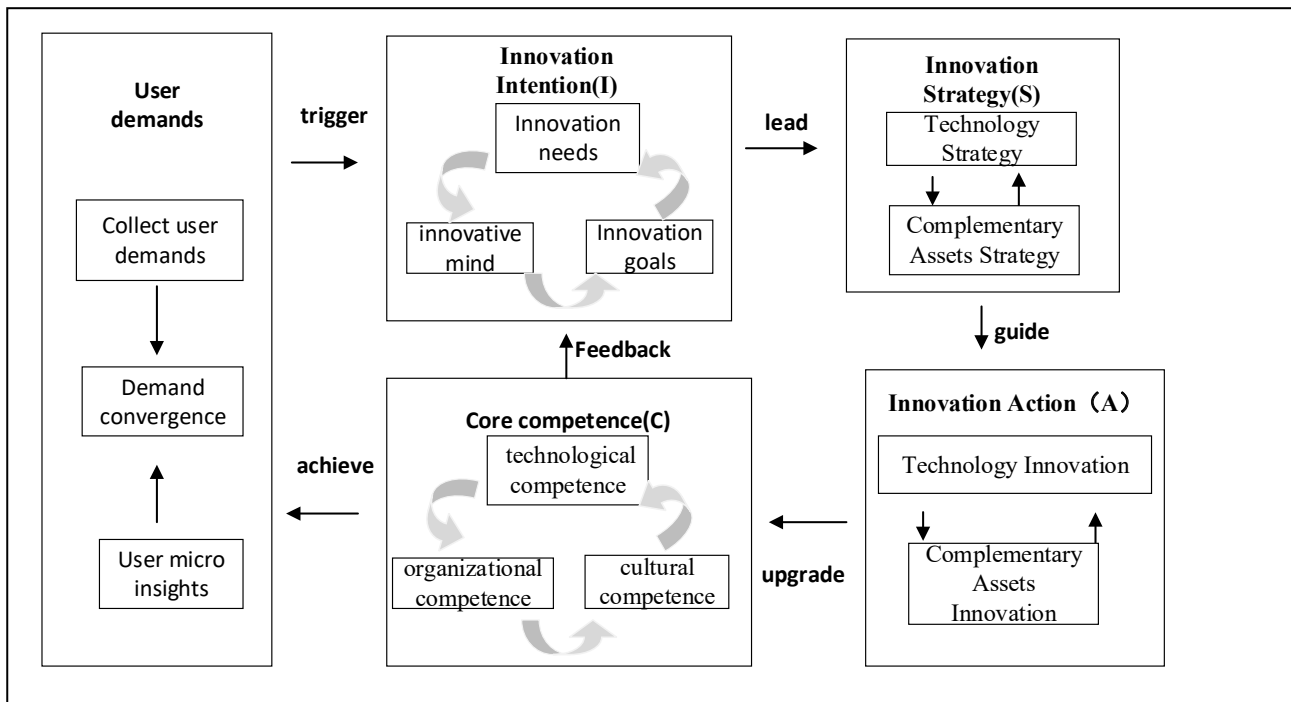 User
demands
Collect user
demands
Demand
convergence
User micro
insights
trigger
Innovation
Intention(I)
Innovation
needs
innovative
mind
Innovation
goals
lead
Innovation
Strategy(S)
Technology
Strategy
Complementary
Assets Strategy
guide
Feedback
Innovation Action（A）
Technology Innovation
Complementary
Assets
Innovation
upgrade
Core competence(C)
technological
competence
organizational
competence
cultural
competence
achieve